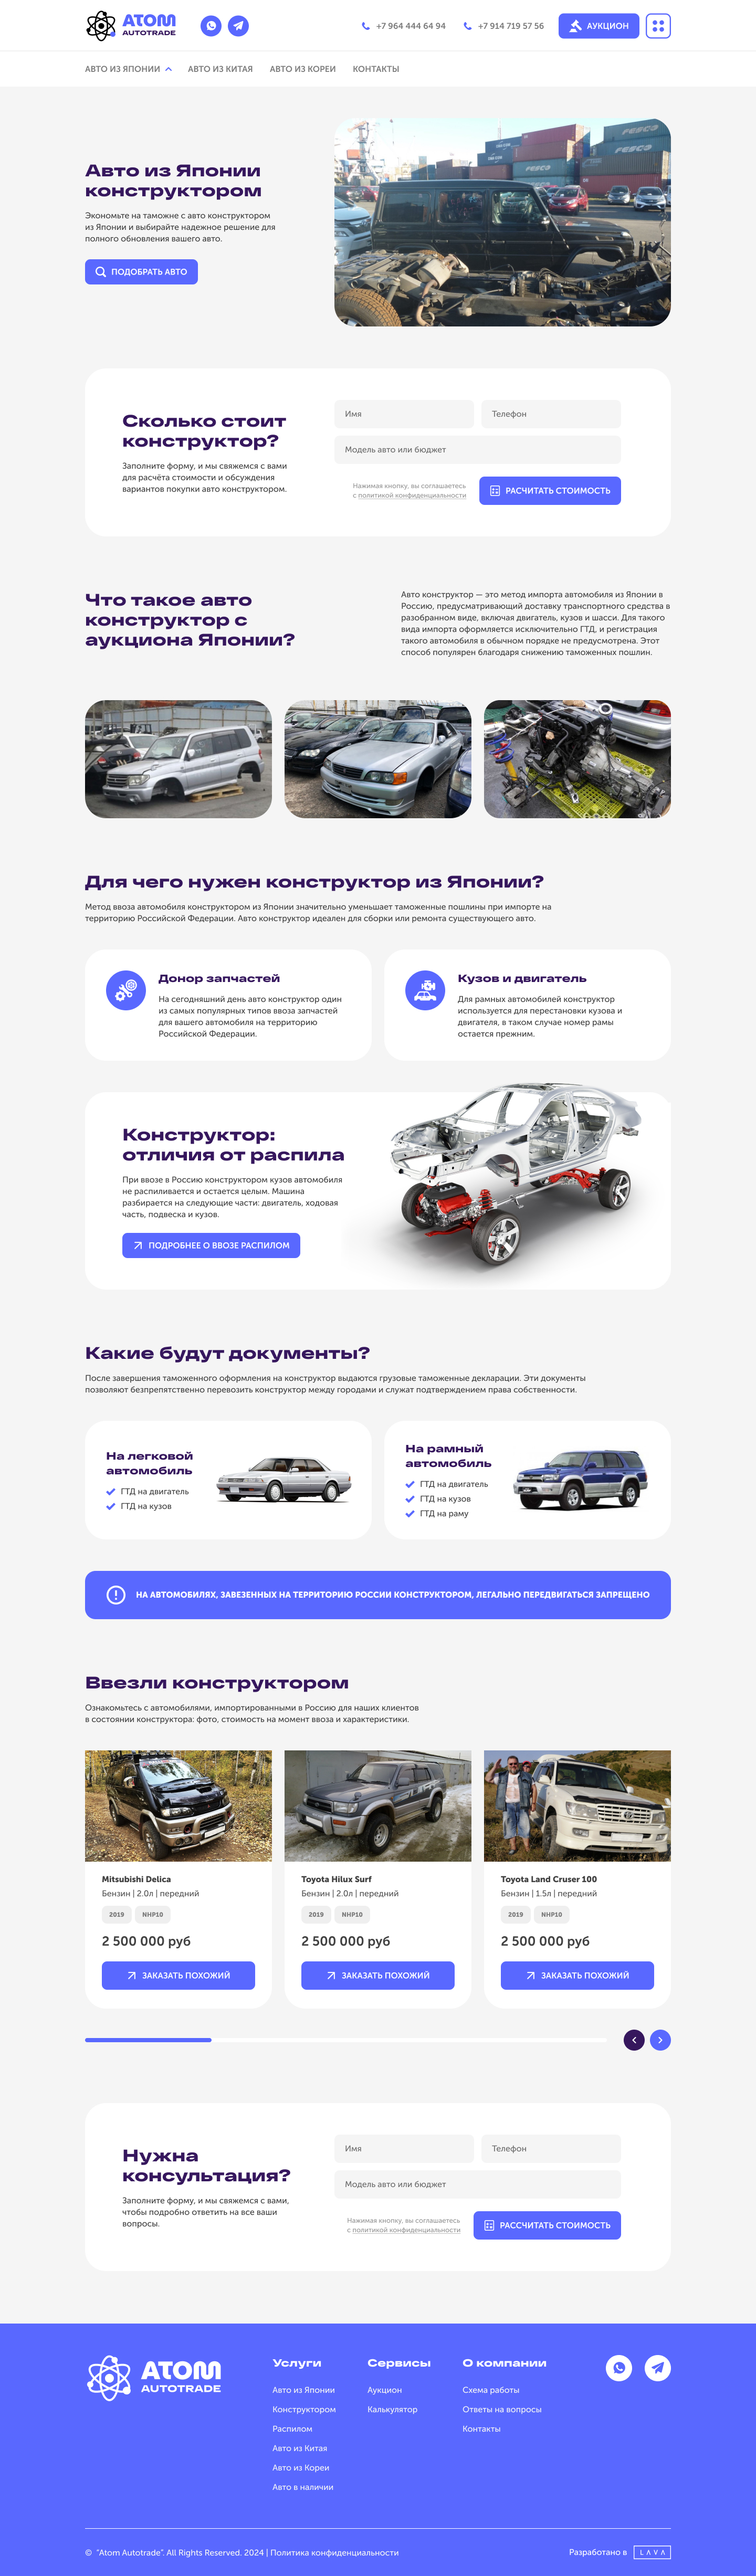 ATOM
AUTOTRADE
+7 964 444 64 94
+7 914 719 57 56
АУКЦИОН
АВТО ИЗ ЯПОНИИ
АВТО ИЗ КИТАЯ
АВТО ИЗ КОРЕИ
КОНТАКТЫ
Авто из Японии
конструктором
Экономьте на таможне с авто конструктором
из Японии и выбирайте надежное решение для
полного обновления вашего авто.
ПОДОБРАТЬ АВТО
FESCO
FESCO
FESCO
Сколько стоит
конструктор?
Заполните форму, и мы свяжемся с вами
для расчёта стоимости и обсуждения
вариантов покупки авто конструктором.
Имя
Телефон
Модель авто или бюджет
Нажимая кнопку, вы соглашаетесь
с политикой конфиденциальности
РАСЧИТАТЬ СТОИМОСТЬ
Что такое авто
конструктор с
аукциона Японии?
Авто конструктор — это метод импорта автомобиля из Японии в
Россию, предусматривающий доставку транспортного средства в
разобранном виде, включая двигатель, кузов и шасси. Для такого
вида импорта оформляется исключительно ГТД, и регистрация
такого автомобиля в обычном порядке не предусмотрена. Этот
способ популярен благодаря снижению таможенных пошлин.
Для чего нужен конструктор из Японии?
Метод ввоза автомобиля конструктором из Японии значительно уменьшает таможенные пошлины при импорте на
территорию Российской Федерации. Авто конструктор идеален для сборки или ремонта существующего авто.
Донор запчастей
На сегодняшний день авто конструктор один
из самых популярных типов ввоза запчастей
для вашего автомобиля на территорию
Российской Федерации.
Кузов и двигатель
Для рамных автомобилей конструктор
используется для перестановки кузова и
двигателя, в таком случае номер рамы
остается прежним.
Конструктор:
отличия от распила
При ввозе в Россию конструктором кузов автомобиля
не распиливается и остается целым. Машина
разбирается на следующие части: двигатель, ходовая
часть, подвеска и кузов.
ПОДРОБНЕЕ О ВВОЗЕ РАСПИЛОМ
Какие будут документы?
После завершения таможенного оформления на конструктор выдаются грузовые таможенные декларации. Эти документы
позволяют безпрепятственно перевозить конструктор между городами и служат подтверждением права собственности.
На легковой
автомобиль
ГТД на двигатель
ГТД на кузов
На рамный
автомобиль
ГТД на двигатель
ГТД на кузов
ГТД на раму
НА АВТОМОБИЛЯХ, ЗАВЕЗЕННЫХ НА ТЕРРИТОРИЮ РОССИИ КОНСТРУКТОРОМ, ЛЕГАЛЬНО ПЕРЕДВИГАТЬСЯ ЗАПРЕЩЕНО
Ввезли конструктором
Ознакомьтесь с автомобилями, импортированными в Россию для наших клиентов
в состоянии конструктора: фото, стоимость на момент ввоза и характеристики.
Mitsubishi Delica
Бензин | 2.0л | передний
2019
NHP10
2 500 000 руб
ЗАКАЗАТЬ ПОХОЖИЙ
Toyota Hilux Surf
Бензин | 2.0л | передний
2019
NHP10
2 500 000 руб
ЗАКАЗАТЬ ПОХОЖИЙ
Toyota Land Cruser 100
Бензин | 1.5л | передний
2019
NHP10
2 500 000 руб
ЗАКАЗАТЬ ПОХОЖИЙ
Нужна
консультация?
Заполните форму, и мы свяжемся с вами,
чтобы подробно ответить на все ваши
вопросы.
Имя
Телефон
Модель авто или бюджет
Нажимая кнопку, вы соглашаетесь
с политикой конфиденциальности
РАССЧИТАТЬ СТОИМОСТЬ
ATOM
AUTOTRADE
Услуги
Авто из Японии
Конструктором
Распилом
Авто из Китая
Авто из Кореи
Авто в наличии
Сервисы
Аукцион
Калькулятор
О компании
Схема работы
Ответы на вопросы
Контакты
© "Atom Autotrade". All Rights Reserved. 2024 | Политика конфиденциальности
Разработано в
LAVA